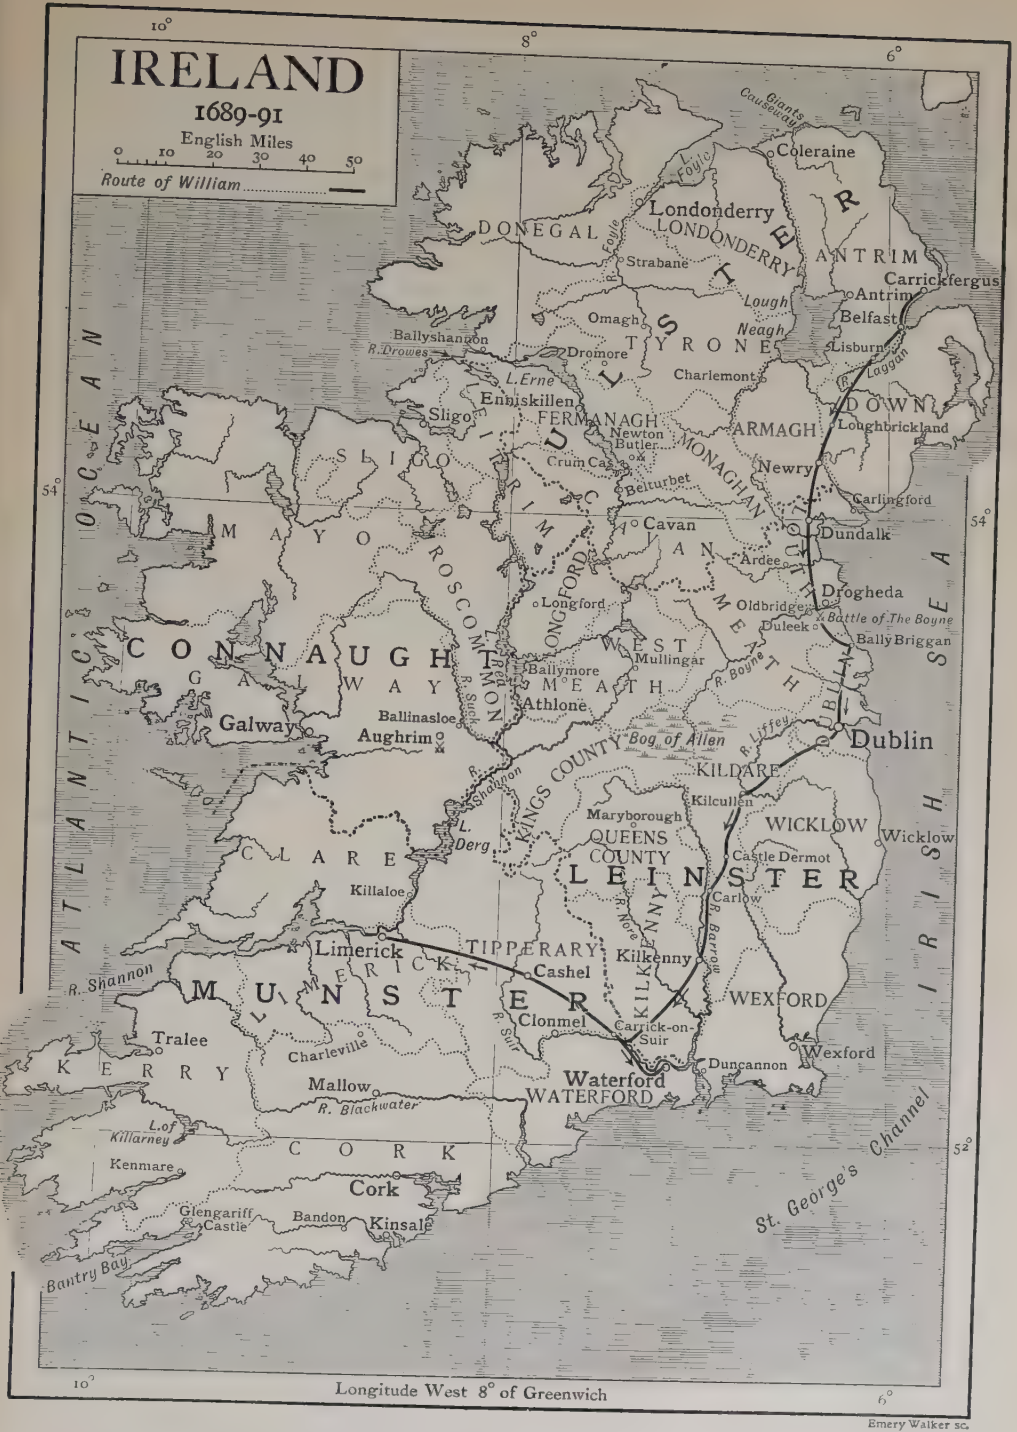 10°
8°
6°
IRELAND
1689-91
English Miles
0 10 20 30 40 50
Route of William
Giants
Causeway
Coleraine
L.
Foyle
Londonderry
LONDONDERRY
DONEGAL
R. Foyle
Strabane
ULSTER
ANTRIM
Carrickfergus
Antrim
Belfast
Lough
Neagh
Omagh
TYRONE
Lisburn
R. Laggan
Ballyshannon
R. Drowes
Dromore
Charlemont
L. Erne
Enniskillen
FERMANAGH
DOWN
Loughbrickland
ARMAGH
Sligo
LEITRIM
SLIGO
Newton
Butler
Crum Cas.
MONAGHAN
Newry
Belturbet
Carlingford
54°
54°
CAVAN
Cavan
LOUTH
Dundalk
MAYO
Ardee
ROSCOMMON
Longford
LONGFORD
Drogheda
Oldbridge
Battle of The Boyne
Duleek
MEATH
Bally Briggan
CONNAUGHT
WEST
MEATH
Mullingar
Ballymore
R. Boyne
L. Ree
GALWAY
R. Suck
Athlone
Ballinasloe
Galway
Aughrim
Bog of Allen
R. Liffey
DUBLIN
Dublin
KINGS COUNTY
KILDARE
R. Shannon
Kilcullen
Maryborough
QUEENS
COUNTY
WICKLOW
Wicklow
L.
Derg
CLARE
Castle Dermot
LEINSTER
Killaloe
Carlow
R. Nore
R. Barrow
Limerick
TIPPERARY
KILKENNY
Kilkenny
LIMERICK
Cashel
R. Shannon
MUNSTER
WEXFORD
Clonmel
R. Suir
Carrick-on-
Suir
Tralee
Charleville
Wexford
KERRY
Duncannon
Waterford
WATERFORD
Mallow
R. Blackwater
L. of
Killarney
CORK
52°
Kenmare
Cork
Glengariff
Castle
Bandon
Kinsale
Bantry Bay
ATLANTIC OCEAN
IRISH SEA
St. George's Channel
10°
Longitude West 8° of Greenwich
6°
Emery Walker sc.